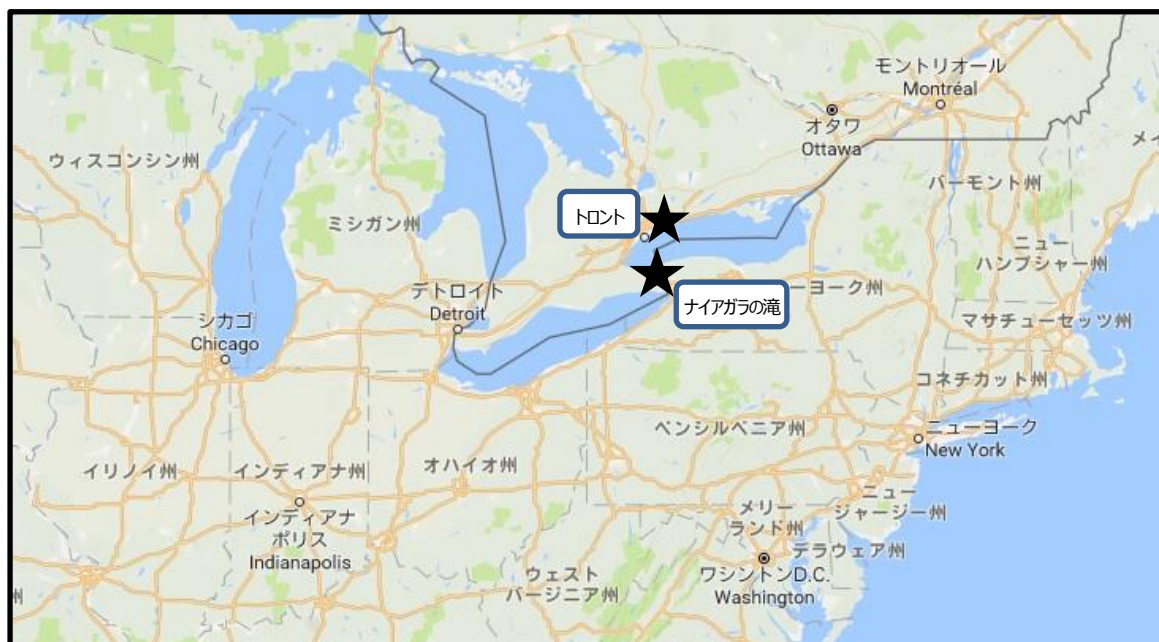 モントリオール
Montréal
オタワ
Ottawa
メイ
ウィスコンシン州
バーモント州
トロント
ミシガン州
ニュー
ハンプシャー州
デトロイト
Detroit
ナイアガラの滝
ーヨーク州
シカゴ
Chicago
マサチューセッツ州
コネチカット州
ペンシルベニア州
ニューヨーク
New York
イリノイ州
インディアナ州
オハイオ州
ニュー
ジャージー州
インディアナ
ポリス
Indianapolis
メリー
ランド州
デラウェア州
ウェスト
バージニア州
ワシントンD.C.
Washington
州